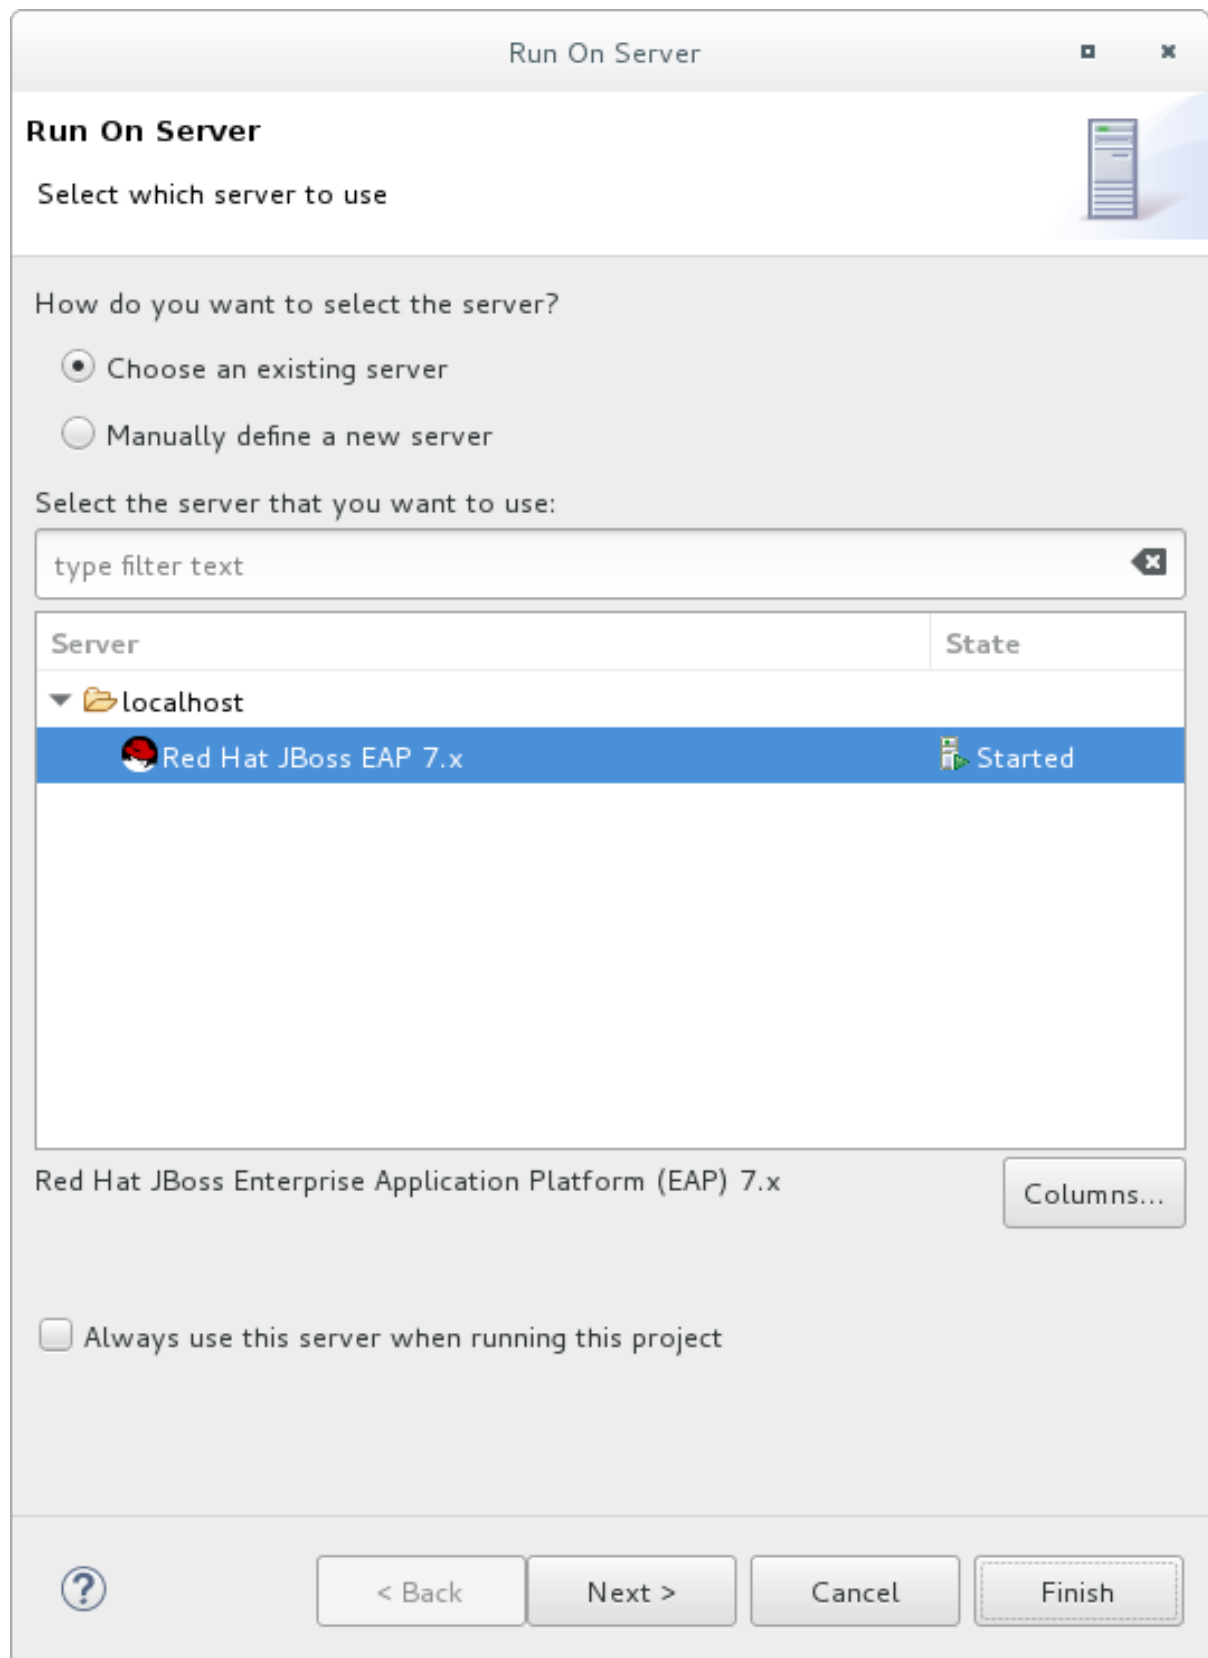 Run On Server
Run On Server
Select which server to use
How do you want to select the server?
Choose an existing server
Manually define a new server
Select the server that you want to use:
type filter text
Server State
localhost
Red Hat JBoss EAP 7.x Started
Red Hat JBoss Enterprise Application Platform (EAP) 7.x
Columns...
Always use this server when running this project
? < Back Next > Cancel Finish